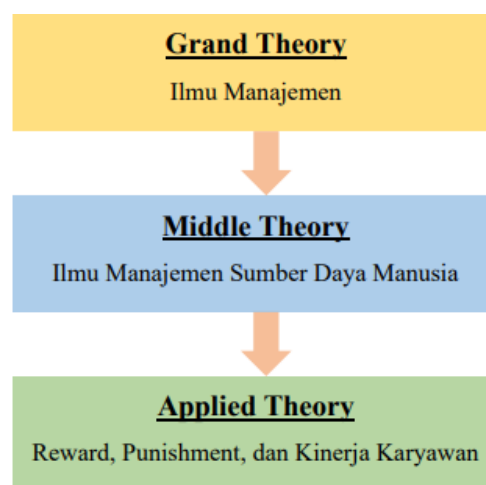 Grand Theory
Ilmu Manajemen
Middle Theory
Ilmu Manajemen Sumber Daya Manusia
Applied Theory
Reward, Punishment, dan Kinerja Karyawan